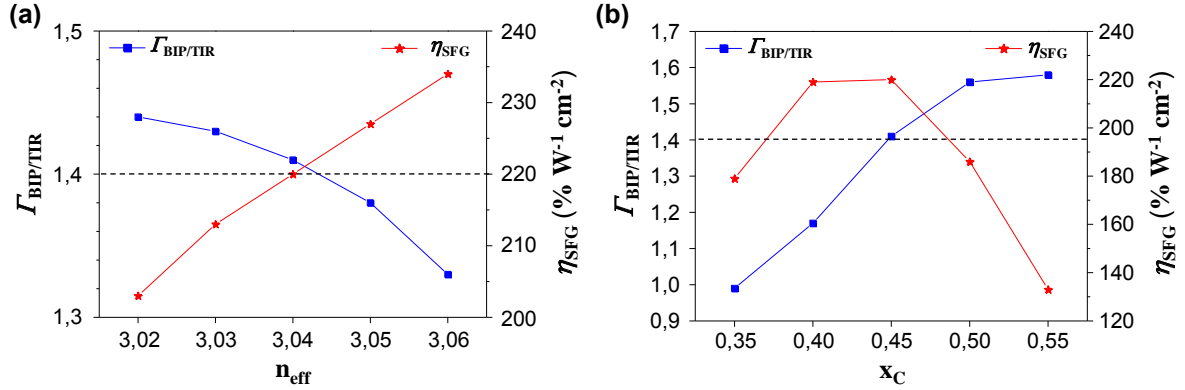 (a)
Γ_BIP/TIR
η_SFG
1,5
1,4
1,3
Γ_BIP/TIR
240
230
220
210
200
η_SFG (% W⁻¹ cm⁻²)
3,02 3,03 3,04 3,05 3,06
n_eff
(b)
Γ_BIP/TIR
η_SFG
1,7
1,6
1,5
1,4
1,3
1,2
1,1
1,0
0,9
Γ_BIP/TIR
240
220
200
180
160
140
120
η_SFG (% W⁻¹ cm⁻²)
0,35 0,40 0,45 0,50 0,55
x_C